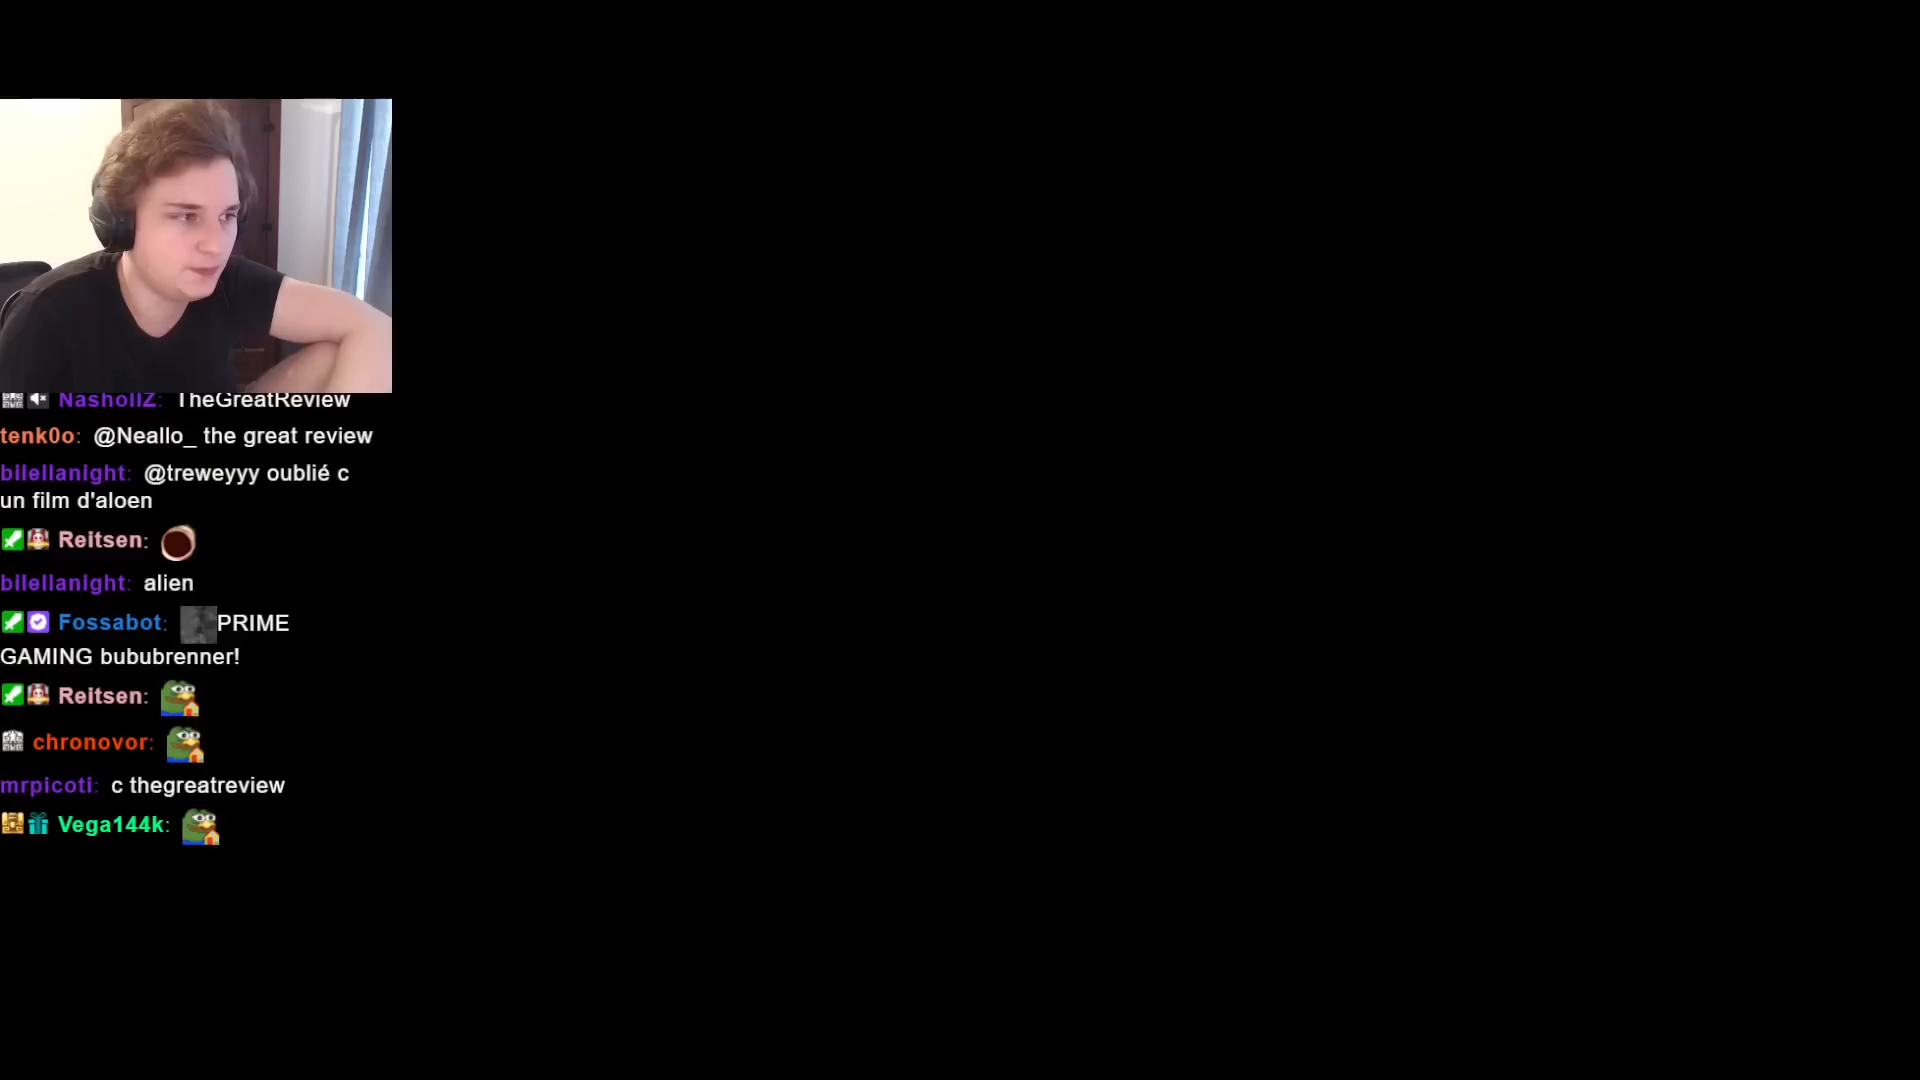 NashollZ: TheGreatReview
tenk0o: @Neallo_ the great review
bilellanight: @treweyyy oublié c
un film d'aloen
Reitsen:
bilellanight: alien
Fossabot: PRIME
GAMING bububrenner!
Reitsen:
chronovor:
mrpicoti: c thegreatreview
Vega144k: